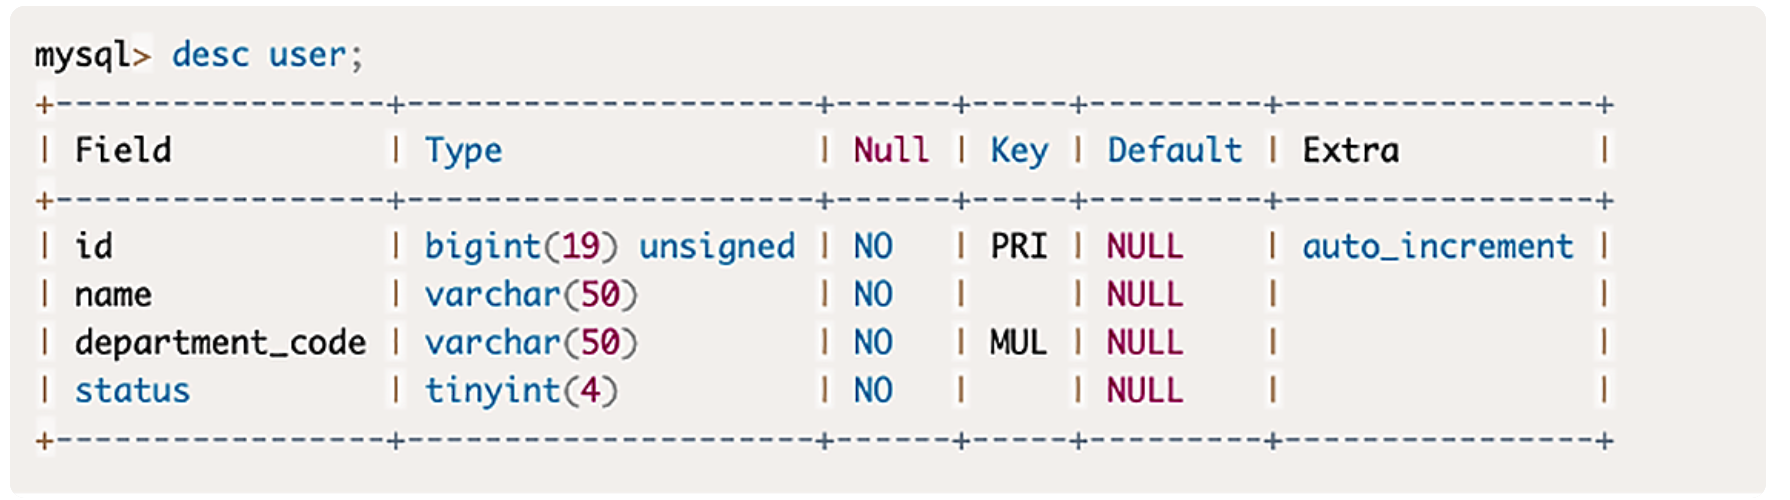 mysql> desc user;
+-----------------+---------------------+------+-----+---------+----------------+
| Field           | Type                | Null | Key | Default | Extra          |
+-----------------+---------------------+------+-----+---------+----------------+
| id              | bigint(19) unsigned | NO   | PRI | NULL    | auto_increment |
| name            | varchar(50)         | NO   |     | NULL    |                |
| department_code | varchar(50)         | NO   | MUL | NULL    |                |
| status          | tinyint(4)          | NO   |     | NULL    |                |
+-----------------+---------------------+------+-----+---------+----------------+